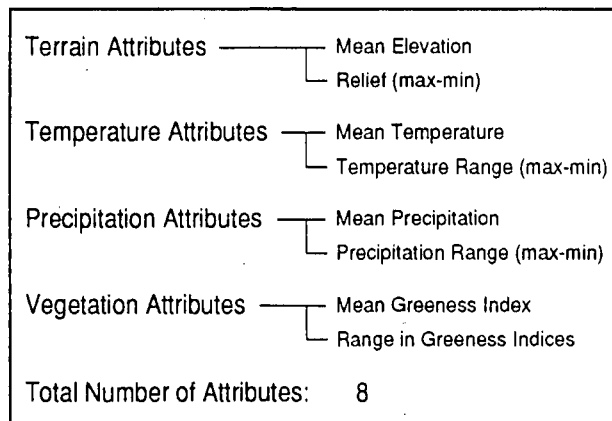 Terrain Attributes
Mean Elevation
Relief (max-min)
Temperature Attributes
Mean Temperature
Temperature Range (max-min)
Precipitation Attributes
Mean Precipitation
Precipitation Range (max-min)
Vegetation Attributes
Mean Greeness Index
Range in Greeness Indices
Total Number of Attributes: 8